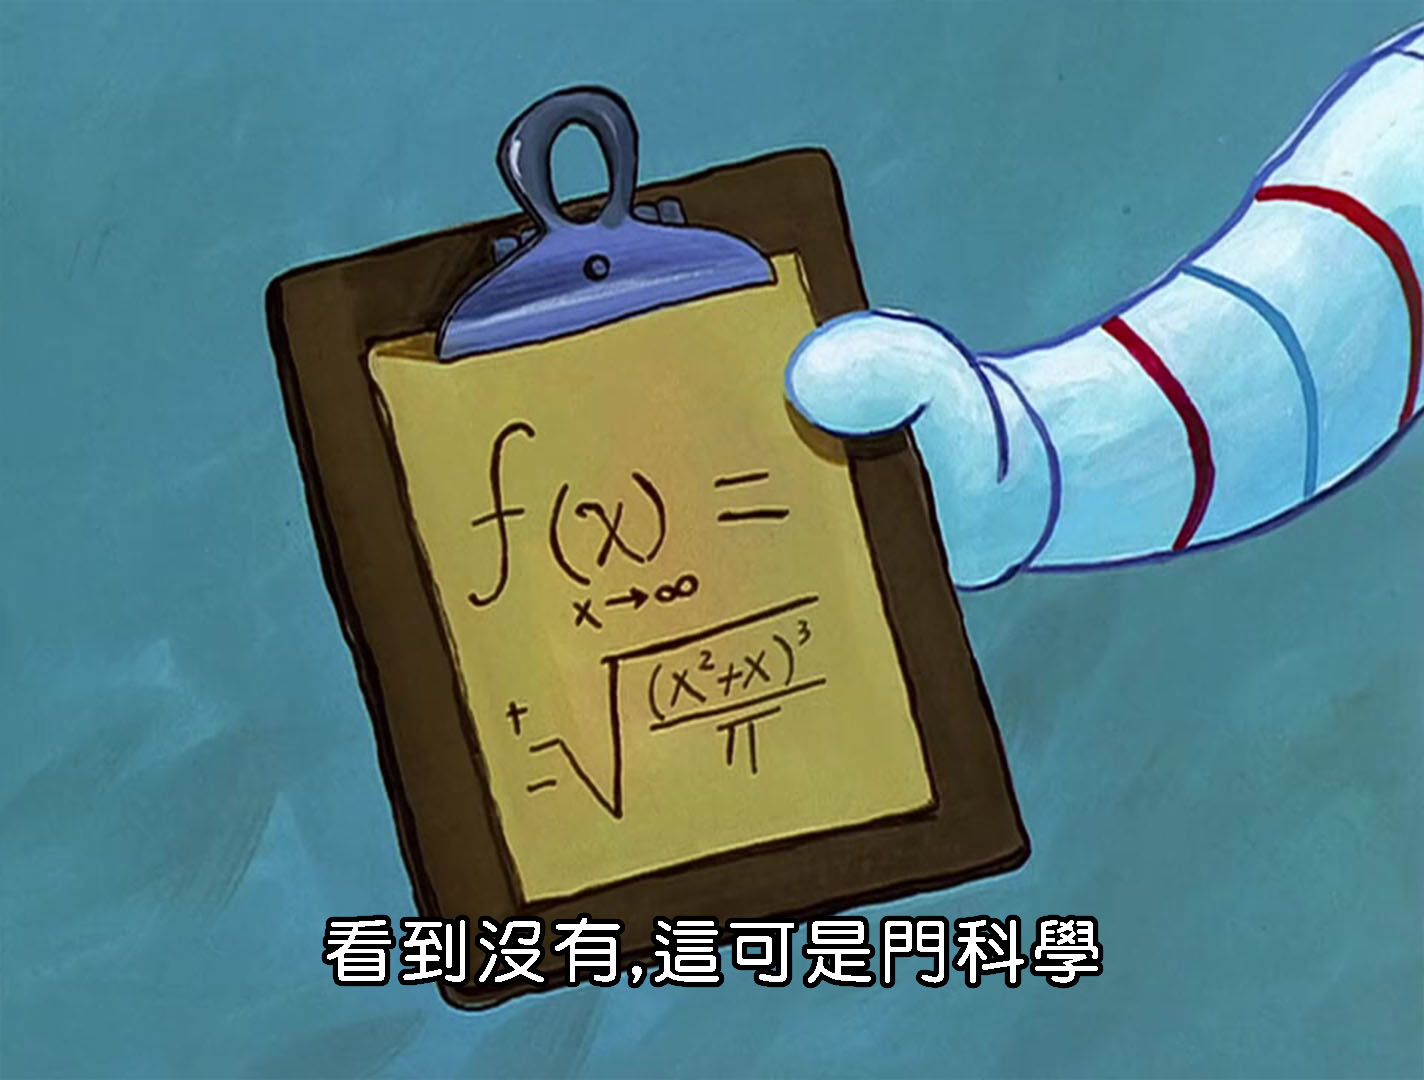 f(x) =
x→∞
±√((x²+x)³/π)
看到沒有,這可是門科學